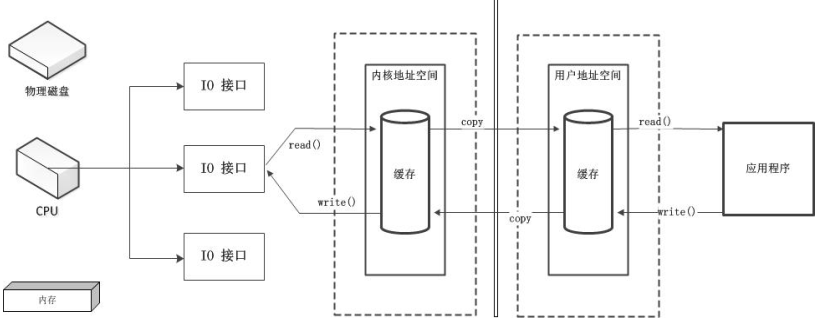 物理磁盘
CPU
内存
IO 接口
IO 接口
IO 接口
read()
write()
内核地址空间
缓存
copy
copy
用户地址空间
缓存
read()
write()
应用程序